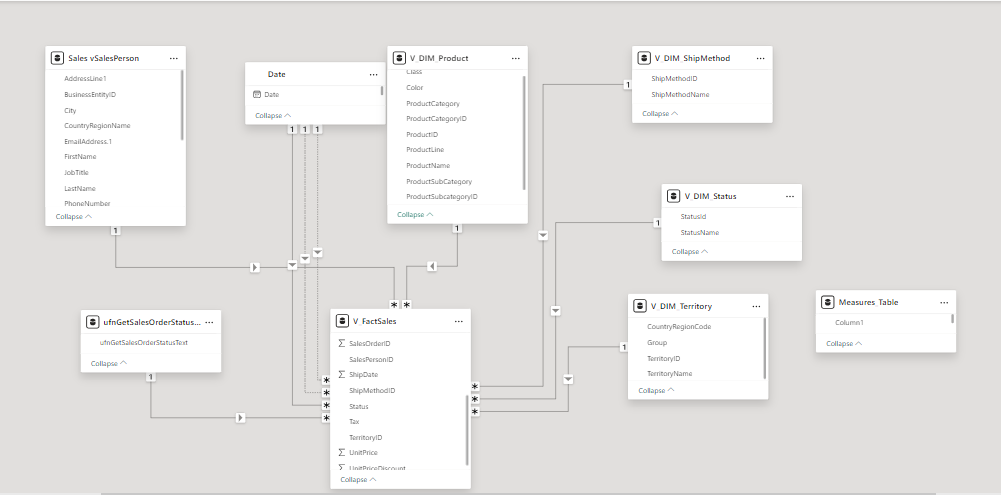 Sales vSalesPerson
AddressLine1
BusinessEntityID
City
CountryRegionName
EmailAddress.1
FirstName
JobTitle
LastName
PhoneNumber
Collapse
Date
Date
Collapse
V_DIM_Product
Class
Color
ProductCategory
ProductCategoryID
ProductID
ProductLine
ProductName
ProductSubCategory
ProductSubcategoryID
Collapse
V_DIM_ShipMethod
ShipMethodID
ShipMethodName
Collapse
V_DIM_Status
StatusId
StatusName
Collapse
V_DIM_Territory
CountryRegionCode
Group
TerritoryID
TerritoryName
Collapse
Measures_Table
Column1
Collapse
ufnGetSalesOrderStatus...
ufnGetSalesOrderStatusText
Collapse
V_FactSales
SalesOrderID
SalesPersonID
ShipDate
ShipMethodID
Status
Tax
TerritoryID
UnitPrice
UnitPriceDiscount
Collapse
1
1 1 1
1
1
1
1
1
* *
*
*
*
*
*
*
*